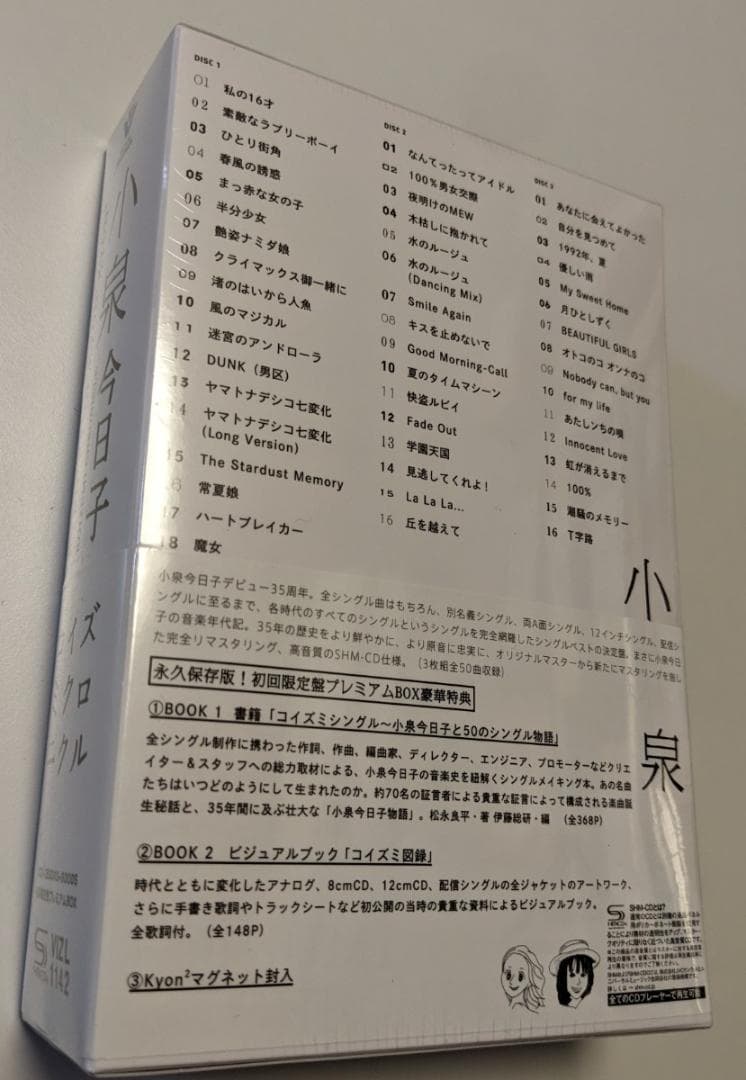 DISC 1
01 私の16才
02 素敵なラブリーボーイ
03 ひとり街角
04 春風の誘惑
05 まっ赤な女の子
06 半分少女
07 艶姿ナミダ娘
08 クライマックス御一緒に
09 渚のはいから人魚
10 風のマジカル
11 迷宮のアンドローラ
12 DUNK (男区)
13 ヤマトナデシコ七変化
14 ヤマトナデシコ七変化
(Long Version)
15 The Stardust Memory
16 常夏娘
17 ハートブレイカー
18 魔女
DISC 2
01 なんてったってアイドル
02 100%男女交際
03 夜明けのMEW
04 木枯しに抱かれて
05 水のルージュ
06 水のルージュ
(Dancing Mix)
07 Smile Again
08 キスを止めないで
09 Good Morning-Call
10 夏のタイムマシーン
11 快盗ルビイ
12 Fade Out
13 学園天国
14 見逃してくれよ!
15 La La La...
16 丘を越えて
DISC 3
01 あなたに会えてよかった
02 自分を見つめて
03 1992年、夏
04 優しい雨
05 My Sweet Home
06 月ひとしずく
07 BEAUTIFUL GIRLS
08 オトコのコ オンナのコ
09 Nobody can, but you
10 for my life
11 あたしンちの唄
12 Innocent Love
13 虹が消えるまで
14 100%
15 潮騒のメモリー
16 T字路
小泉今日子デビュー35周年。全シングル曲はもちろん、別名義シングル、両A面シングル、12インチシングル、配信シ
ングルに至るまで、各時代のすべてのシングルというシングルを完全網羅したシングルベストの決定盤。まさに小泉今日
子の音楽年代記。35年の歴史をより鮮やかに、より原音に忠実に、オリジナルマスターから新たにマスタリングを施し
た完全リマスタリング、高音質のSHM-CD仕様。(3枚組全50曲収録)
永久保存版!初回限定盤プレミアムBOX豪華特典
①BOOK 1 書籍「コイズミシングル〜小泉今日子と50のシングル物語」
全シングル制作に携わった作詞、作曲、編曲家、ディレクター、エンジニア、プロモーターなどクリエ
イター&スタッフへの総力取材による、小泉今日子の音楽史を紐解くシングルメイキング本。あの名曲
たちはいつどのようにして生まれたのか。約70名の証言者による貴重な証言によって構成される楽曲誕
生秘話と、35年間に及ぶ壮大な「小泉今日子物語」。松永良平・著 伊藤総研・編 (全368P)
②BOOK 2 ビジュアルブック「コイズミ図録」
時代とともに変化したアナログ、8cmCD、12cmCD、配信シングルの全ジャケットのアートワーク、
さらに手書き歌詞やトラックシートなど初公開の当時の貴重な資料によるビジュアルブック。
全歌詞付。(全148P)
③Kyon²マグネット封入
SHM-CDとは?
全てのCDプレーヤーで再生可能
小
泉
小泉今日子
イズ
ミクロ
ニクル
VIZL
1142